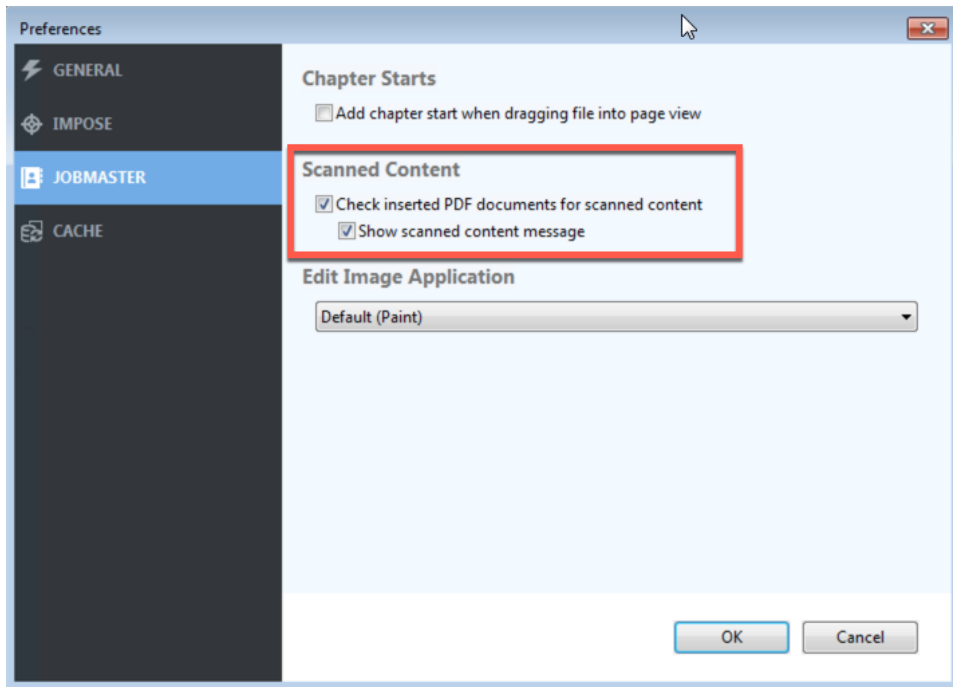 Preferences
GENERAL
IMPOSE
JOBMASTER
CACHE
Chapter Starts
Add chapter start when dragging file into page view
Scanned Content
Check inserted PDF documents for scanned content
Show scanned content message
Edit Image Application
Default (Paint)
OK
Cancel